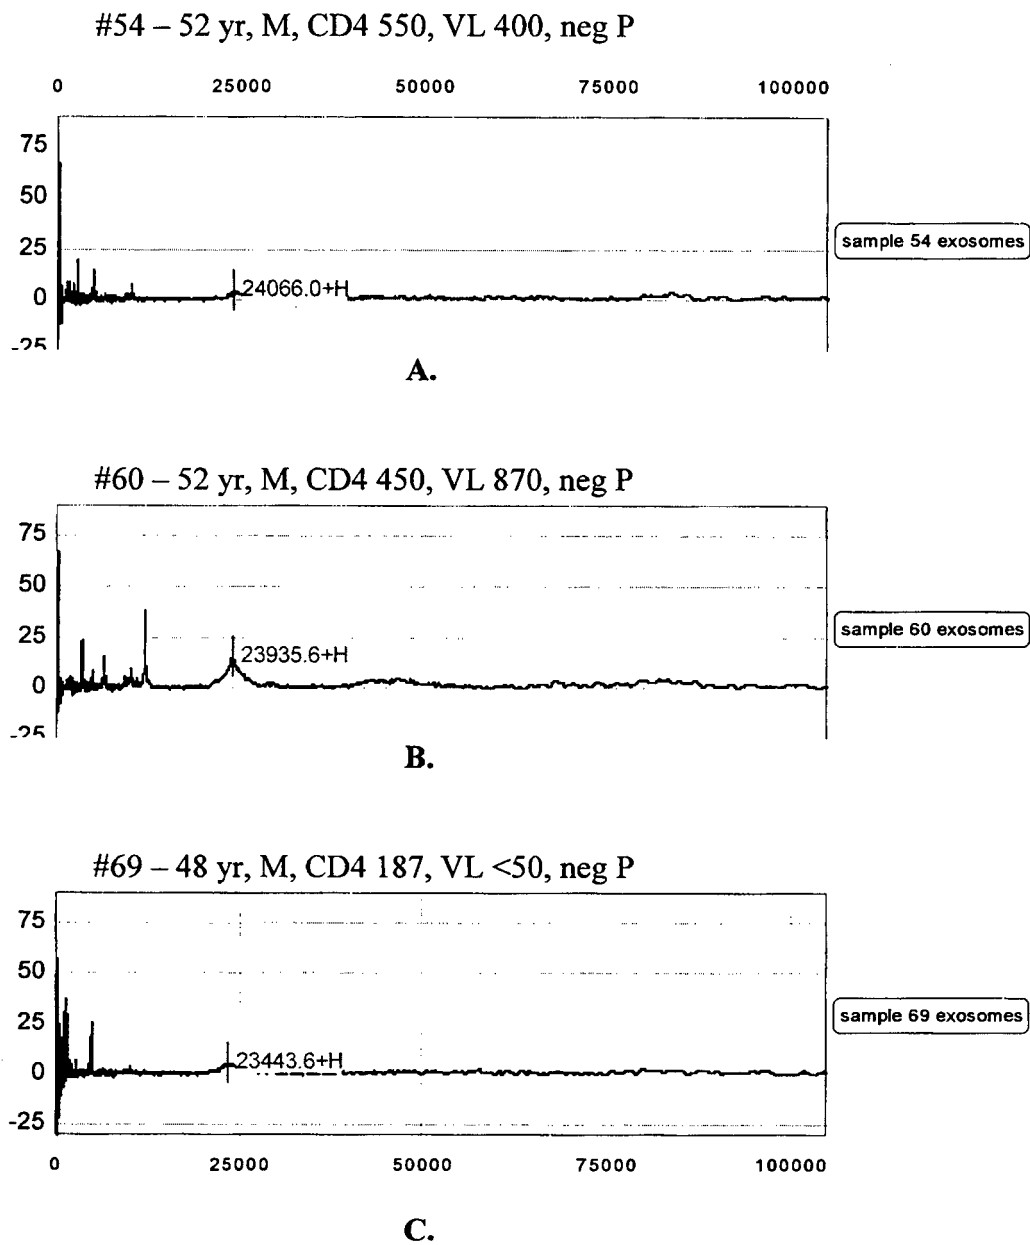 #54 – 52 yr, M, CD4 550, VL 400, neg P
0 25000 50000 75000 100000
75
50
25
0
-25
24066.0+H
sample 54 exosomes
A.
#60 – 52 yr, M, CD4 450, VL 870, neg P
75
50
25
0
-25
23935.6+H
sample 60 exosomes
B.
#69 – 48 yr, M, CD4 187, VL <50, neg P
75
50
25
0
-25
23443.6+H
sample 69 exosomes
0 25000 50000 75000 100000
C.